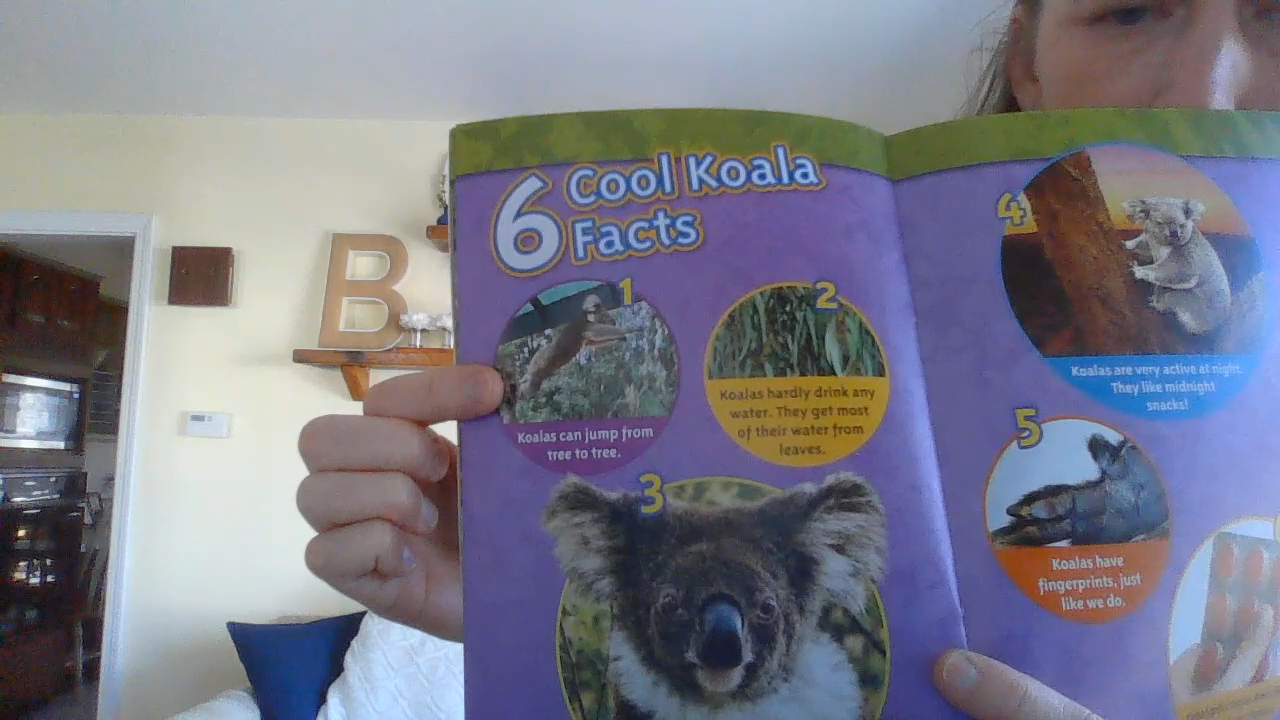 B
6 Cool Koala
Facts
1
Koalas can jump from
tree to tree.
2
Koalas hardly drink any
water. They get most
of their water from
leaves.
3
4
Koalas are very active at night.
They like midnight
snacks!
5
Koalas have
fingerprints, just
like we do.